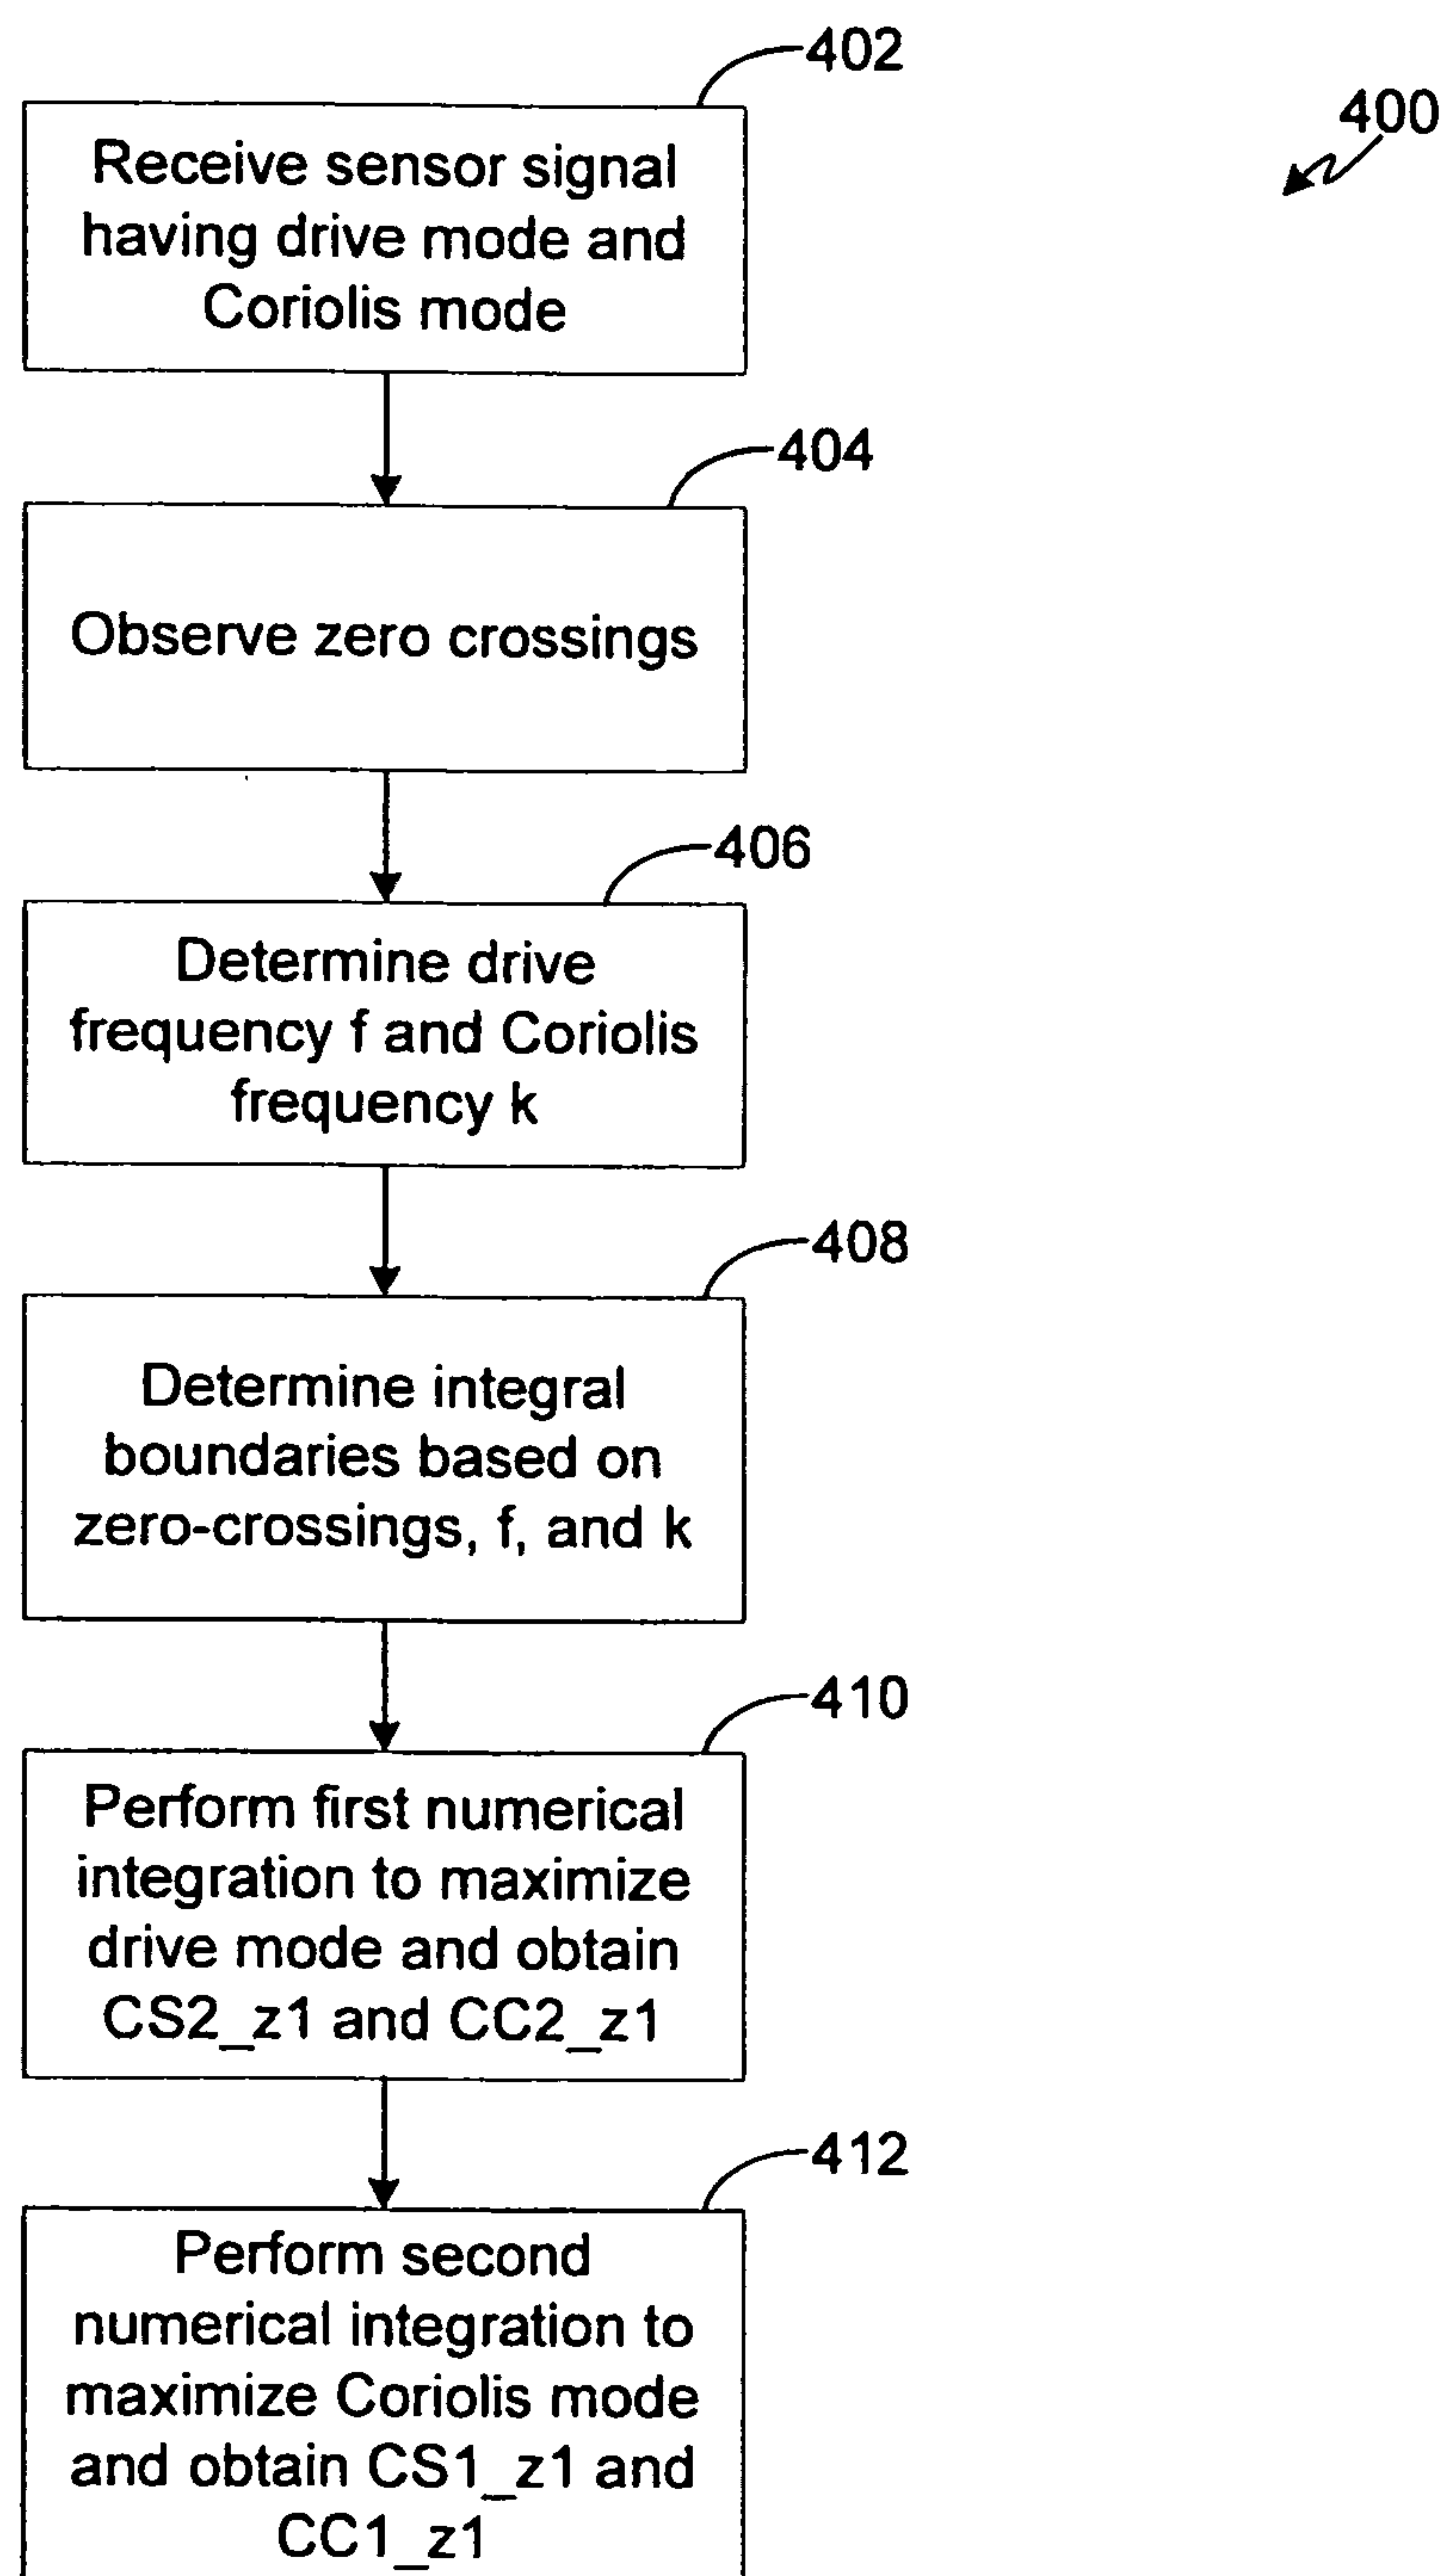 402
400
Receive sensor signal
having drive mode and
Coriolis mode
404
Observe zero crossings
406
Determine drive
frequency f and Coriolis
frequency k
408
Determine integral
boundaries based on
zero-crossings, f, and k
410
Perform first numerical
integration to maximize
drive mode and obtain
CS2_z1 and CC2_z1
412
Perform second
numerical integration to
maximize Coriolis mode
and obtain CS1_z1 and
CC1_z1